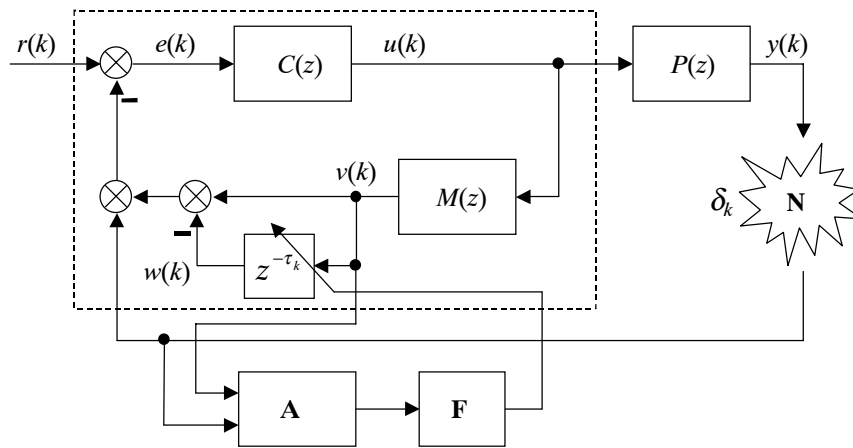 r(k) e(k) C(z) u(k) P(z) y(k)
v(k) M(z) δ_k N
w(k) z^{-τ_k}
A F